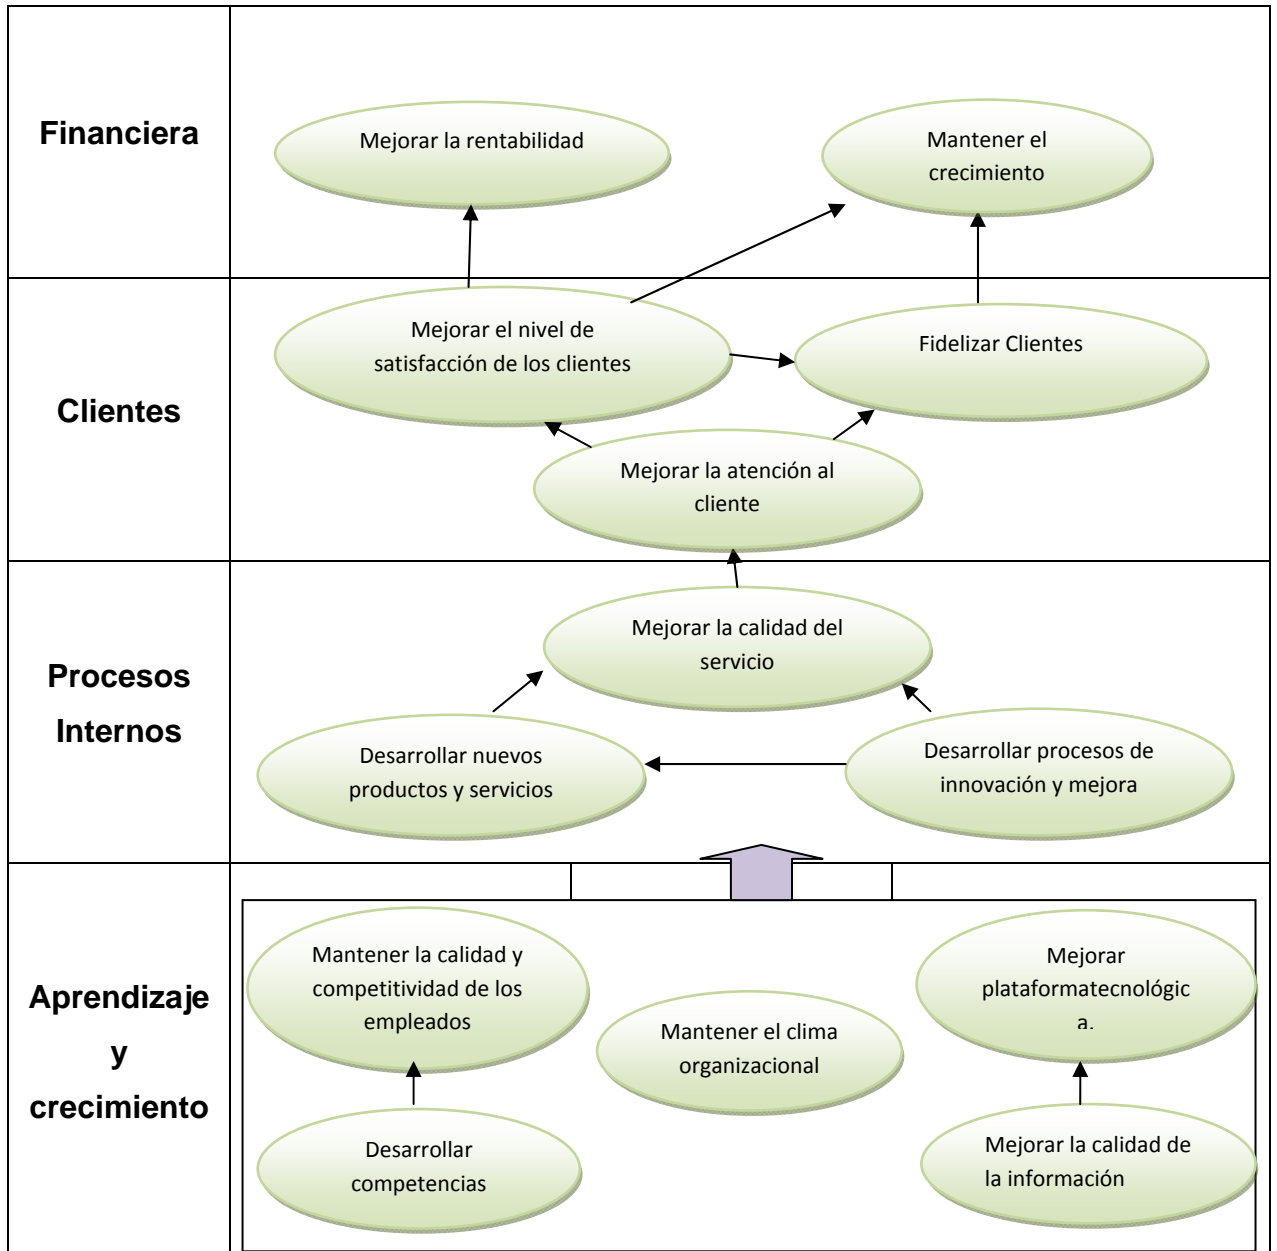 Financiera
Mejorar la rentabilidad
Mantener el
crecimiento
Clientes
Mejorar el nivel de
satisfacción de los clientes
Fidelizar Clientes
Mejorar la atención al
cliente
Procesos
Internos
Mejorar la calidad del
servicio
Desarrollar nuevos
productos y servicios
Desarrollar procesos de
innovación y mejora
Aprendizaje
y
crecimiento
Mantener la calidad y
competitividad de los
empleados
Mantener el clima
organizacional
Mejorar
plataformatecnológic
a.
Desarrollar
competencias
Mejorar la calidad de
la información